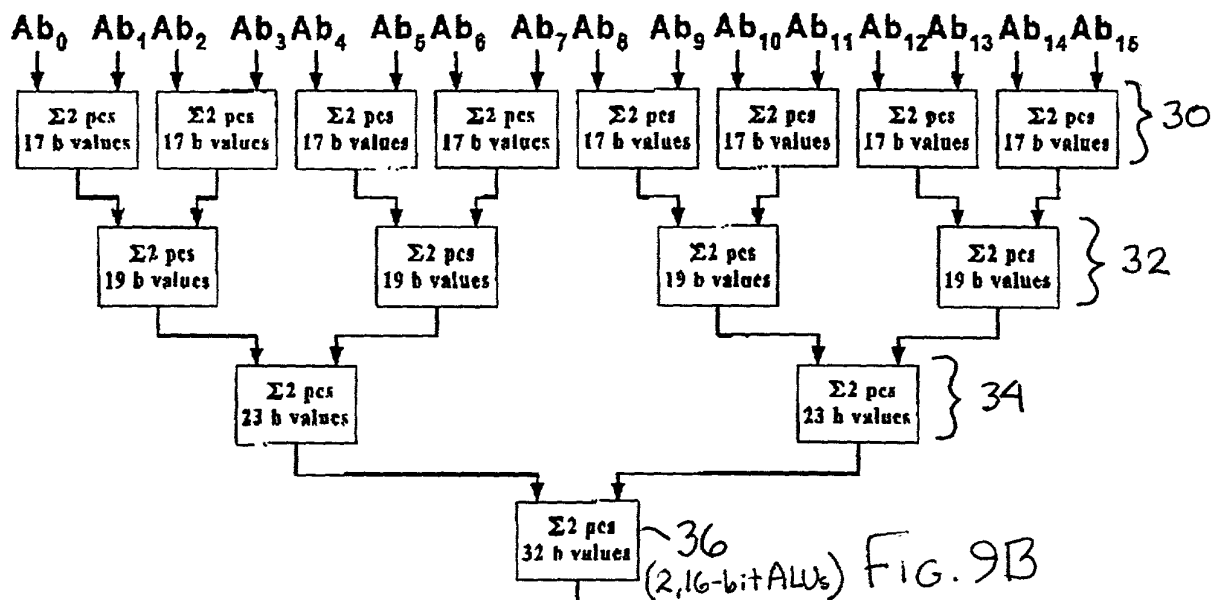 Ab₀ Ab₁ Ab₂ Ab₃ Ab₄ Ab₅ Ab₆ Ab₇ Ab₈ Ab₉ Ab₁₀ Ab₁₁ Ab₁₂ Ab₁₃ Ab₁₄ Ab₁₅
Σ2 pcs Σ2 pcs Σ2 pcs Σ2 pcs Σ2 pcs Σ2 pcs Σ2 pcs Σ2 pcs 30
17 b values 17 b values 17 b values 17 b values 17 b values 17 b values 17 b values 17 b values
Σ2 pcs Σ2 pcs Σ2 pcs Σ2 pcs 32
19 b values 19 b values 19 b values 19 b values
Σ2 pcs Σ2 pcs 34
23 b values 23 b values
Σ2 pcs 36
32 b values (2,16-bit ALUs) FIG. 9B